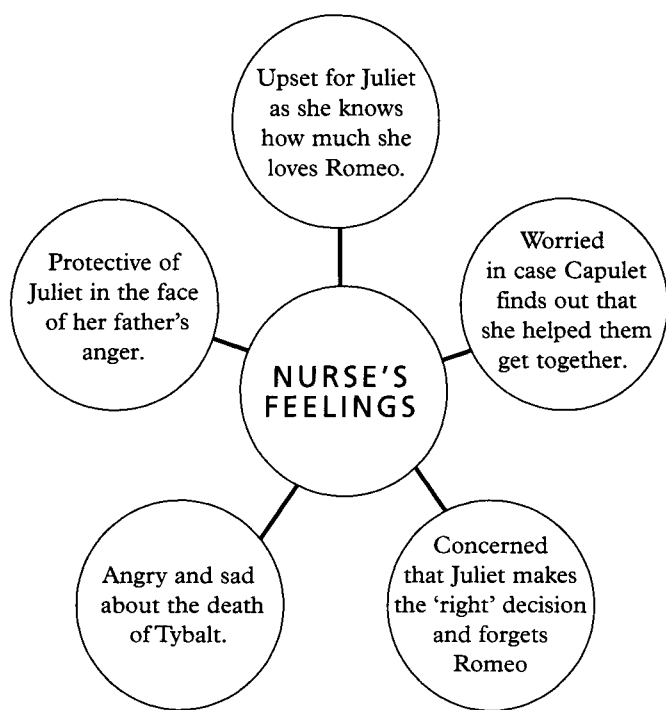 Upset for Juliet
as she knows
how much she
loves Romeo.
Protective of
Juliet in the face
of her father's
anger.
Worried
in case Capulet
finds out that
she helped them
get together.
NURSE'S
FEELINGS
Angry and sad
about the death
of Tybalt.
Concerned
that Juliet makes
the 'right' decision
and forgets
Romeo